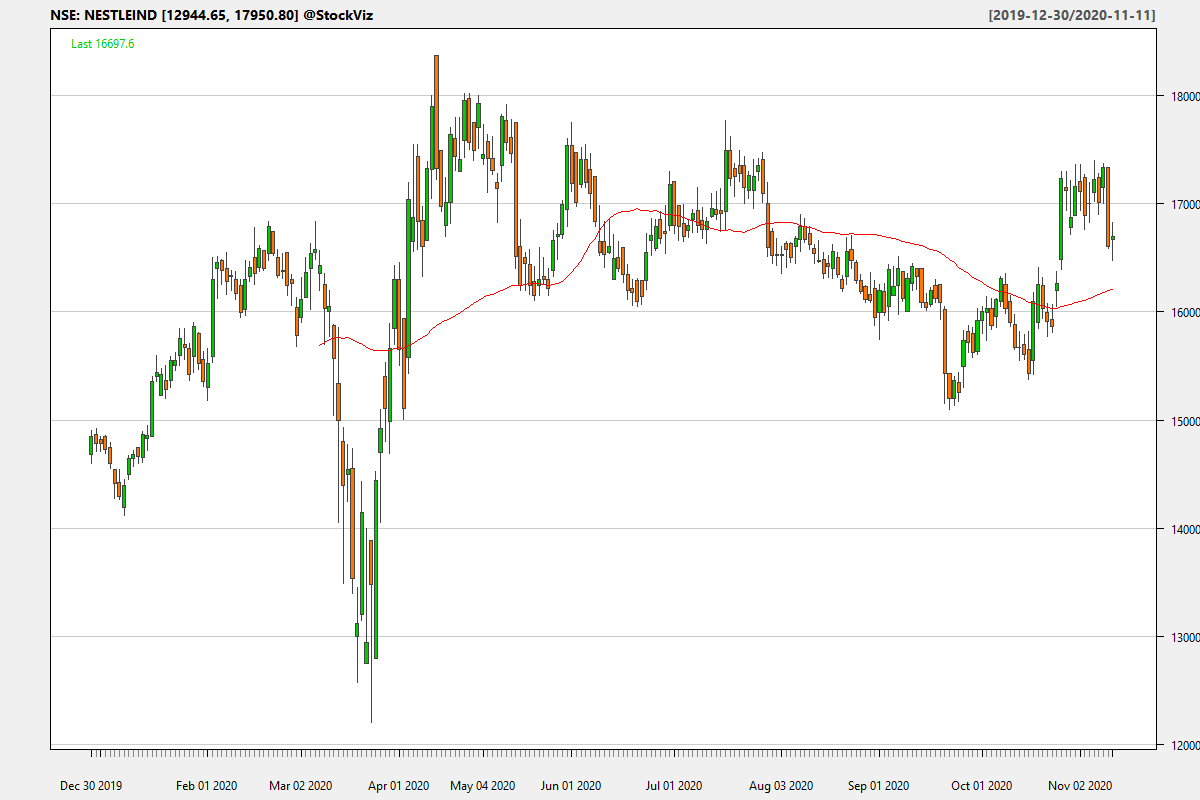 NSE: NESTLEIND [12944.65, 17950.80] @StockViz
[2019-12-30/2020-11-11]
Last 16697.6
18000
17000
16000
15000
14000
13000
12000
Dec 30 2019
Feb 01 2020
Mar 02 2020
Apr 01 2020
May 04 2020
Jun 01 2020
Jul 01 2020
Aug 03 2020
Sep 01 2020
Oct 01 2020
Nov 02 2020